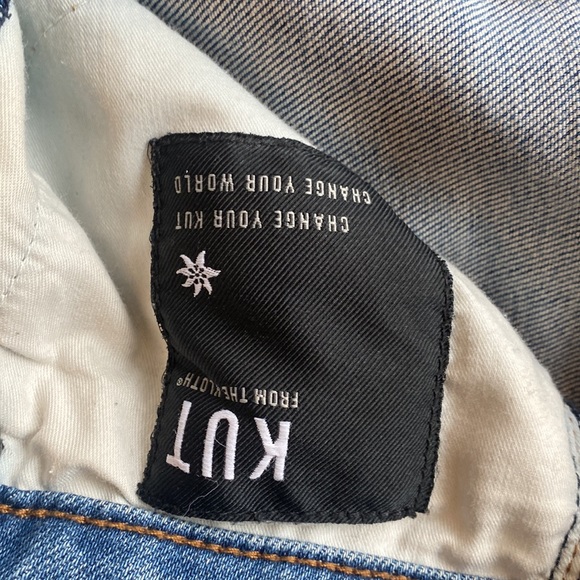 KUT
FROM THE KLOTH®
CHANGE YOUR KUT
CHANGE YOUR WORLD